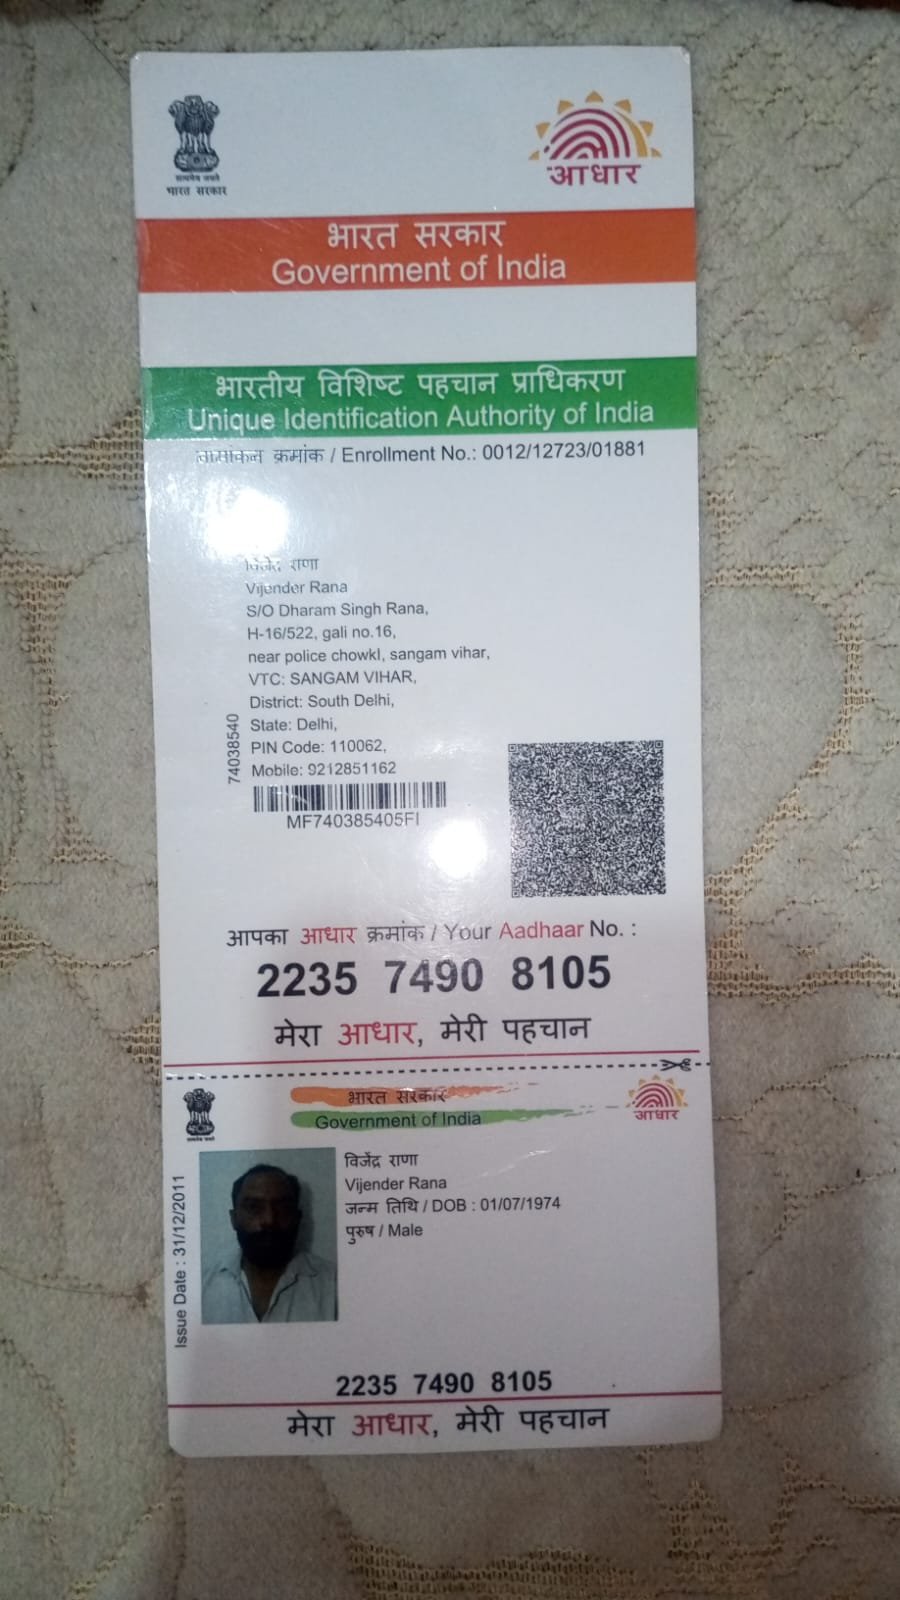 सत्यमेव जयते
भारत सरकार
आधार
भारत सरकार
Government of India
भारतीय विशिष्ट पहचान प्राधिकरण
Unique Identification Authority of India
नामांकन क्रमांक / Enrollment No.: 0012/12723/01881
राणा
Vijender Rana
S/O Dharam Singh Rana,
H-16/522, gali no.16,
near police chowkI, sangam vihar,
VTC: SANGAM VIHAR,
District: South Delhi,
State: Delhi,
PIN Code: 110062,
Mobile: 9212851162
74038540
MF740385405FI
आपका आधार क्रमांक / Your Aadhaar No. :
2235 7490 8105
मेरा आधार, मेरी पहचान
भारत सरकार
Government of India
आधार
विजेंद्र राणा
Vijender Rana
जन्म तिथि / DOB : 01/07/1974
पुरुष / Male
Issue Date : 31/12/2011
2235 7490 8105
मेरा आधार, मेरी पहचान